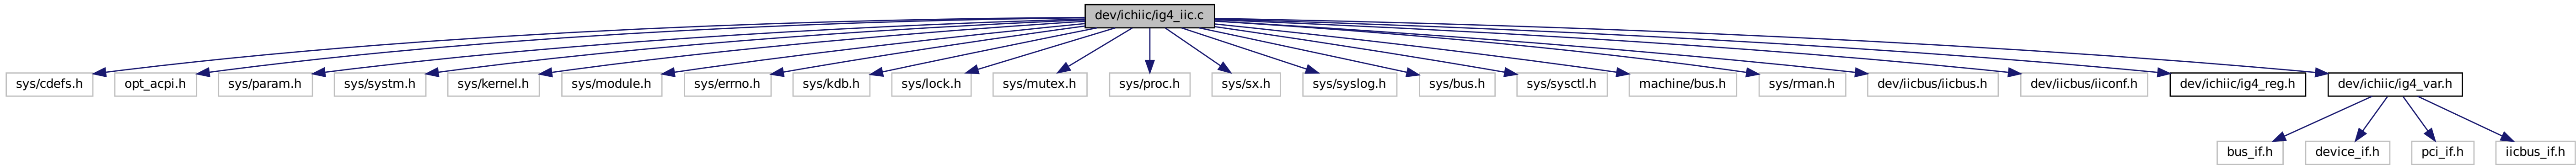 dev/ichiic/ig4_iic.c
sys/cdefs.h
opt_acpi.h
sys/param.h
sys/systm.h
sys/kernel.h
sys/module.h
sys/errno.h
sys/kdb.h
sys/lock.h
sys/mutex.h
sys/proc.h
sys/sx.h
sys/syslog.h
sys/bus.h
sys/sysctl.h
machine/bus.h
sys/rman.h
dev/iicbus/iicbus.h
dev/iicbus/iiconf.h
dev/ichiic/ig4_reg.h
dev/ichiic/ig4_var.h
bus_if.h
device_if.h
pci_if.h
iicbus_if.h